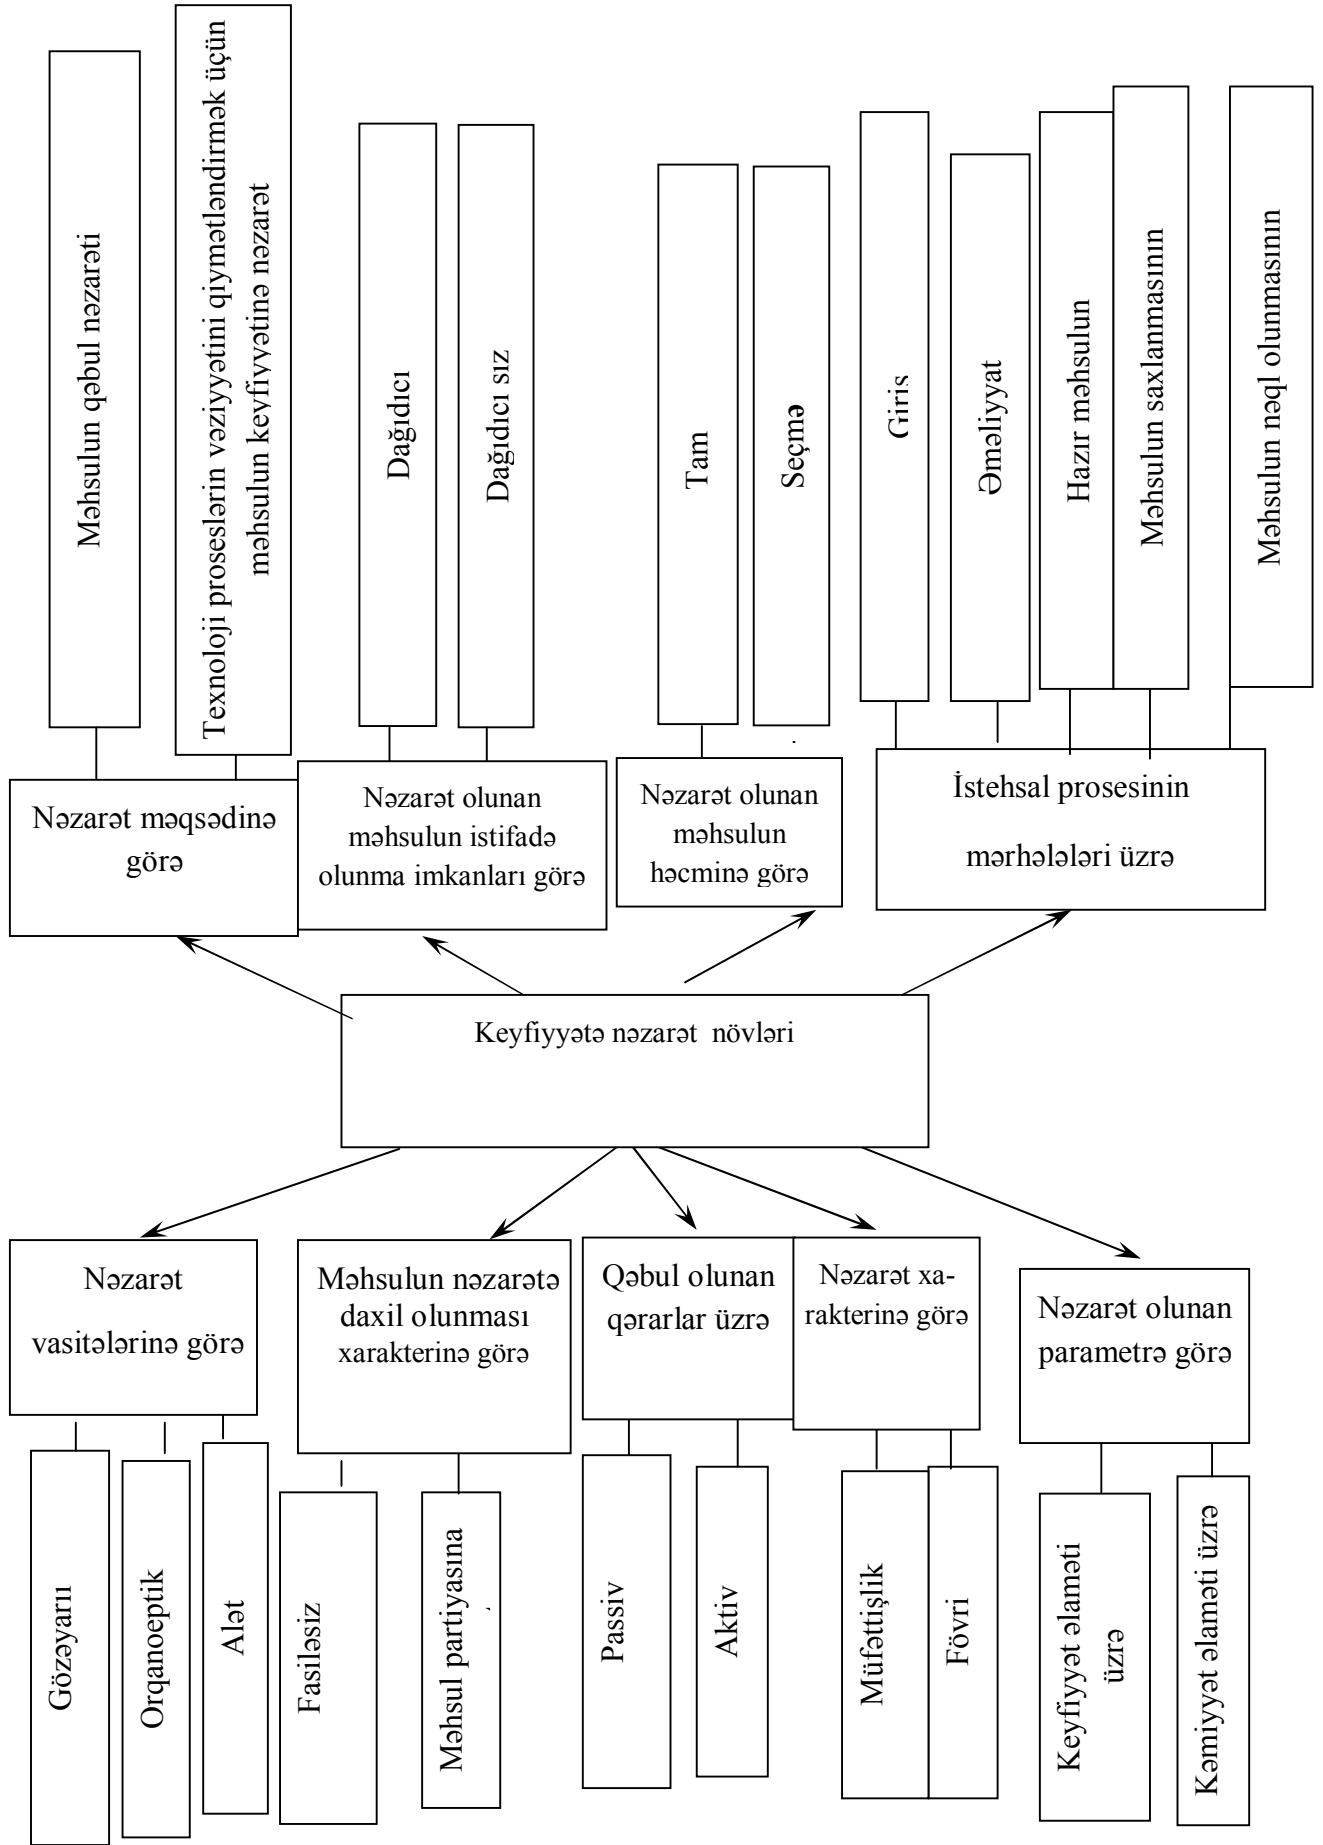 Məhsulun qəbul nəzarəti
Texnoloji proseslərin vəziyyətini qiymətləndirmək üçün
məhsulun keyfiyyətinə nəzarət
Dağıdıcı
Dağıdıcı sız
Tam
Seçmə
Giriş
Əməliyyat
Hazır məhsulun
Məhsulun saxlanmasının
Məhsulun nəql olunmasının
Nəzarət məqsədinə
görə
Nəzarət olunan
məhsulun istifadə
olunma imkanları görə
Nəzarət olunan
məhsulun
həcminə görə
İstehsal prosesinin
mərhələləri üzrə
Keyfiyyətə nəzarət növləri
Nəzarət
vasitələrinə görə
Məhsulun nəzarətə
daxil olunması
xarakterinə görə
Qəbul olunan
qərarlar üzrə
Nəzarət xa-
rakterinə görə
Nəzarət olunan
parametrə görə
Gözəyarıı
Orqanoeptik
Alət
Fasiləsiz
Məhsul partiyasına
Passiv
Aktiv
Müfəttişlik
Fövri
Keyfiyyət əlaməti
üzrə
Kəmiyyət əlaməti üzrə